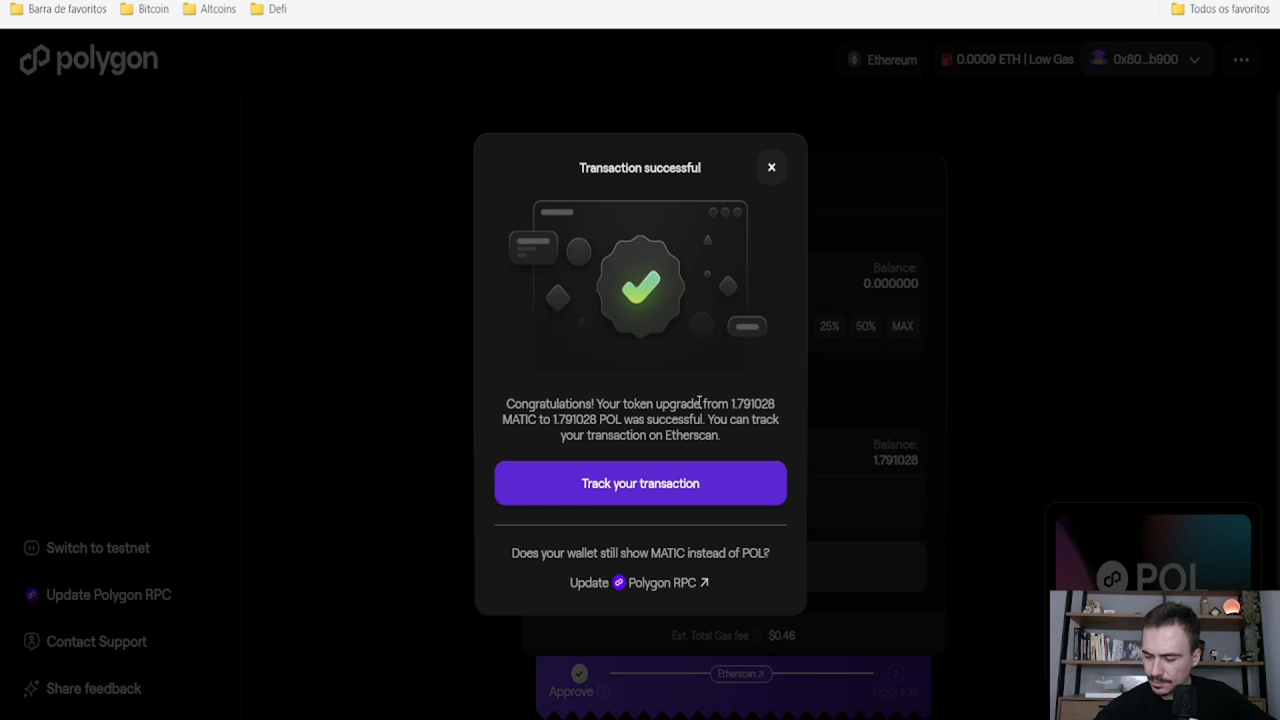 Barra de favoritos
Bitcoin
Altcoins
Defi
Todos os favoritos
polygon
Ethereum
0.0009 ETH | Low Gas
0x80...b900
Transaction successful
Balance:
0.000000
25%
50%
MAX
Congratulations! Your token upgrade from 1.791028
MATIC to 1.791028 POL was successful. You can track
your transaction on Etherscan.
Balance:
1.791028
Track your transaction
Does your wallet still show MATIC instead of POL?
Update Polygon RPC
Switch to testnet
Update Polygon RPC
Contact Support
Share feedback
POL
Est. Total Gas fee
$0.46
Approve
Etherscan
2
Upgrade